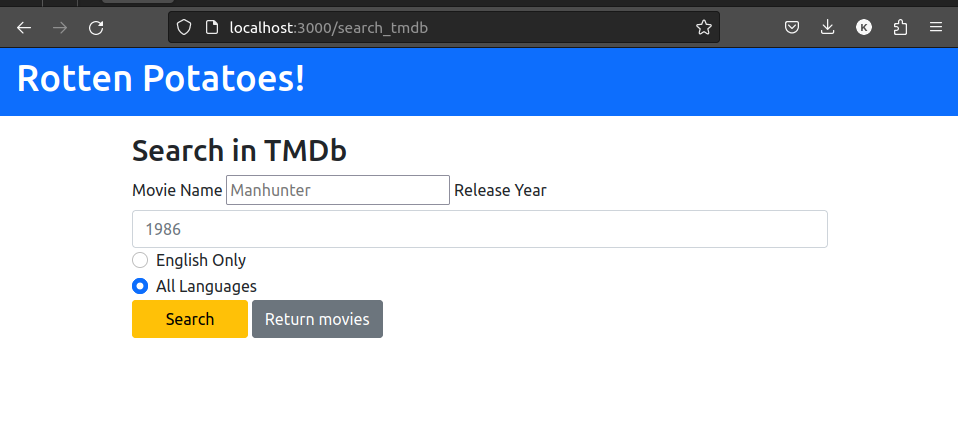 localhost:3000/search_tmdb
K
Rotten Potatoes!
Search in TMDb
Movie Name Manhunter Release Year
1986
English Only
All Languages
Search Return movies